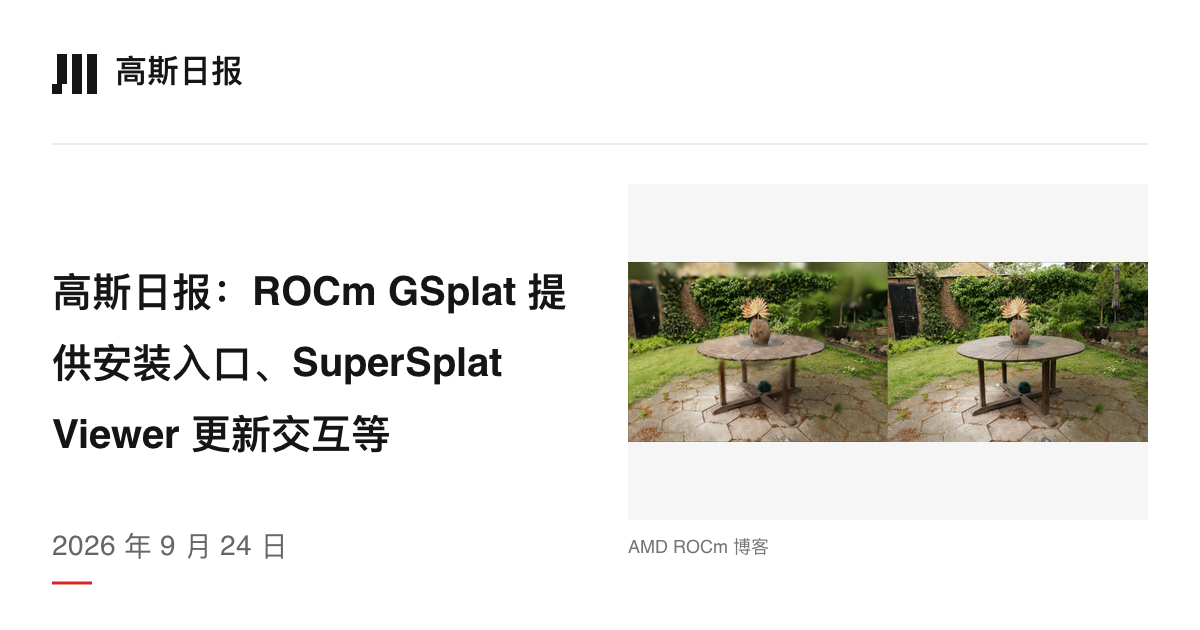 高斯日报
高斯日报：ROCm GSplat 提
供安装入口、SuperSplat
Viewer 更新交互等
2026 年 9 月 24 日
AMD ROCm 博客